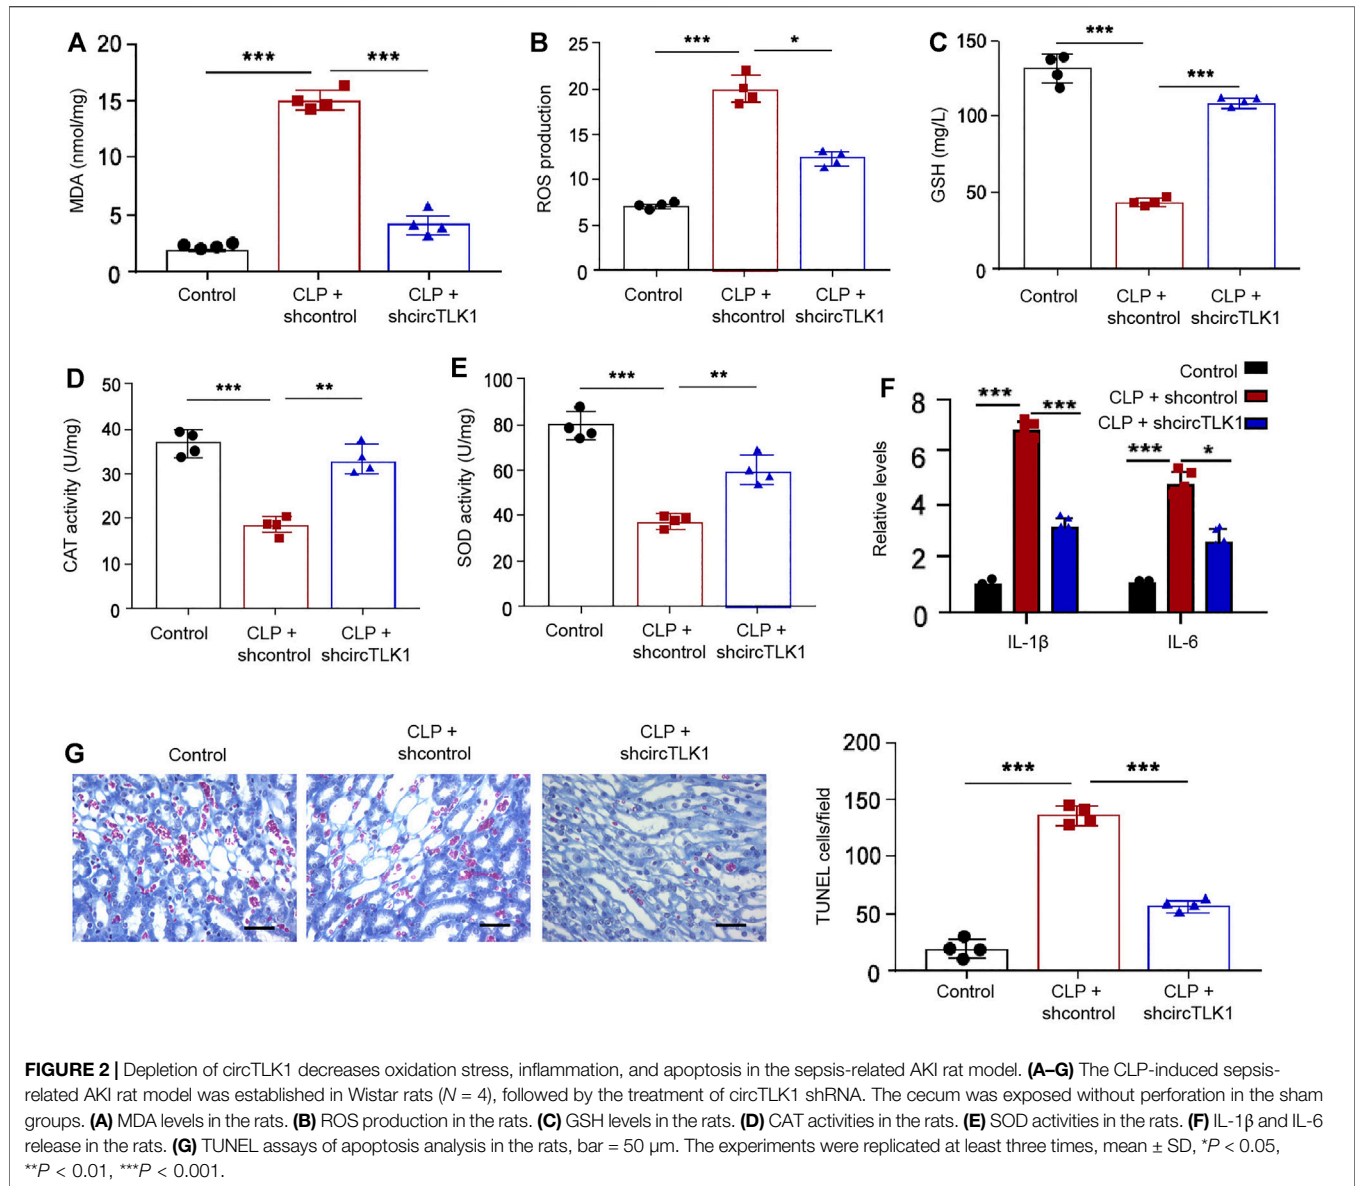 A
MDA (nmol/mg)
20
15
10
5
0
***
***
Control
CLP +
shcontrol
CLP +
shcircTLK1
B
ROS production
25
20
15
10
5
0
***
*
Control
CLP +
shcontrol
CLP +
shcircTLK1
C
GSH (mg/L)
150
100
50
0
***
***
Control
CLP +
shcontrol
CLP +
shcircTLK1
D
CAT activity (U/mg)
50
40
30
20
10
0
***
**
Control
CLP +
shcontrol
CLP +
shcircTLK1
E
SOD activity (U/mg)
100
80
60
40
20
0
***
**
Control
CLP +
shcontrol
CLP +
shcircTLK1
F
Relative levels
8
6
4
2
0
Control
CLP + shcontrol
CLP + shcircTLK1
***
***
***
*
IL-1β
IL-6
G
Control
CLP +
shcontrol
CLP +
shcircTLK1
TUNEL cells/field
200
150
100
50
0
***
***
Control
CLP +
shcontrol
CLP +
shcircTLK1
FIGURE 2 | Depletion of circTLK1 decreases oxidation stress, inflammation, and apoptosis in the sepsis-related AKI rat model. (A–G) The CLP-induced sepsis-
related AKI rat model was established in Wistar rats (N = 4), followed by the treatment of circTLK1 shRNA. The cecum was exposed without perforation in the sham
groups. (A) MDA levels in the rats. (B) ROS production in the rats. (C) GSH levels in the rats. (D) CAT activities in the rats. (E) SOD activities in the rats. (F) IL-1β and IL-6
release in the rats. (G) TUNEL assays of apoptosis analysis in the rats, bar = 50 μm. The experiments were replicated at least three times, mean ± SD, *P < 0.05,
**P < 0.01, ***P < 0.001.